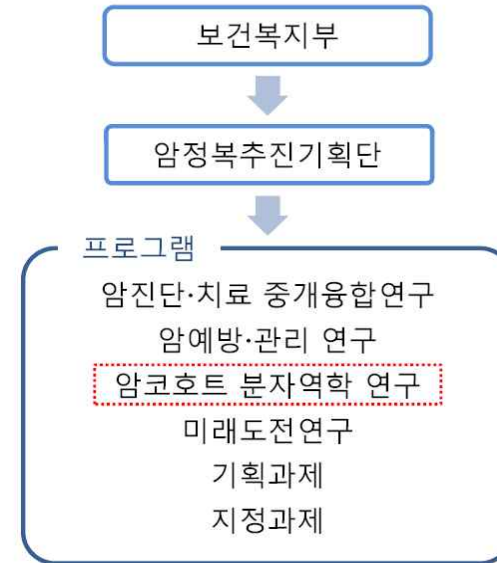 보건복지부
암정복추진기획단
프로그램
암진단·치료 중개융합연구
암예방·관리 연구
암코호트 분자역학 연구
미래도전연구
기획과제
지정과제